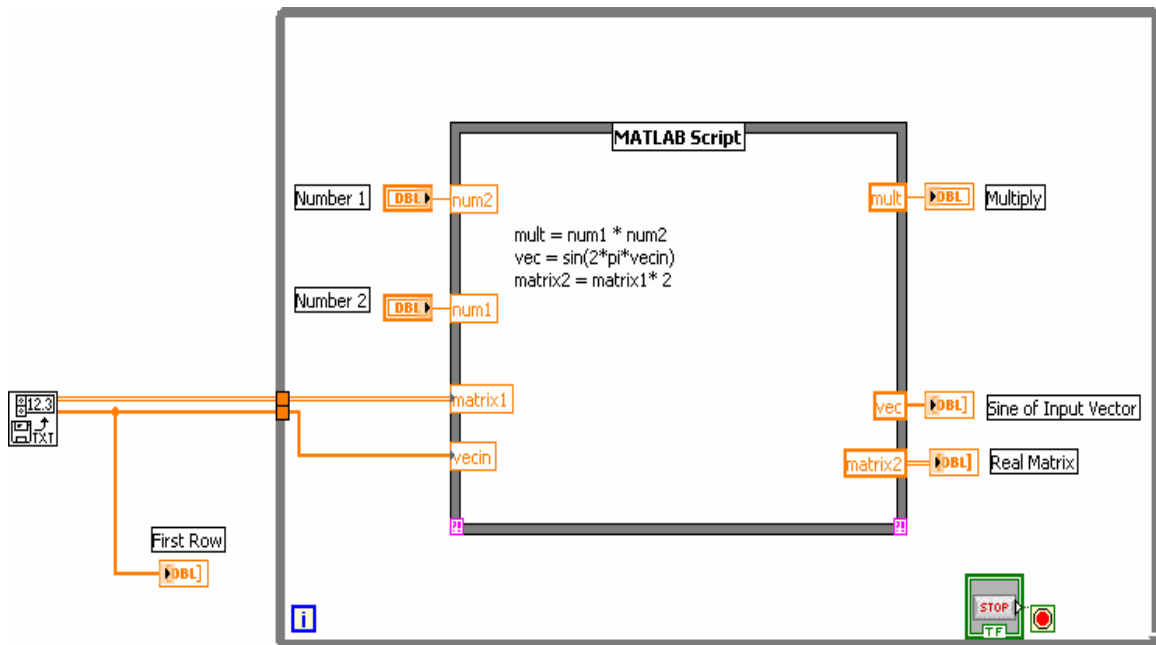 MATLAB Script
Number 1
DBL
num2
mult
DBL
Multiply
mult = num1 * num2
vec = sin(2*pi*vecin)
matrix2 = matrix1* 2
Number 2
DBL
num1
12.3
TXT
matrix1
vec
DBL]
Sine of Input Vector
vecin
matrix2
[DBL]
Real Matrix
?!
?!
First Row
[DBL]
i
STOP
TF